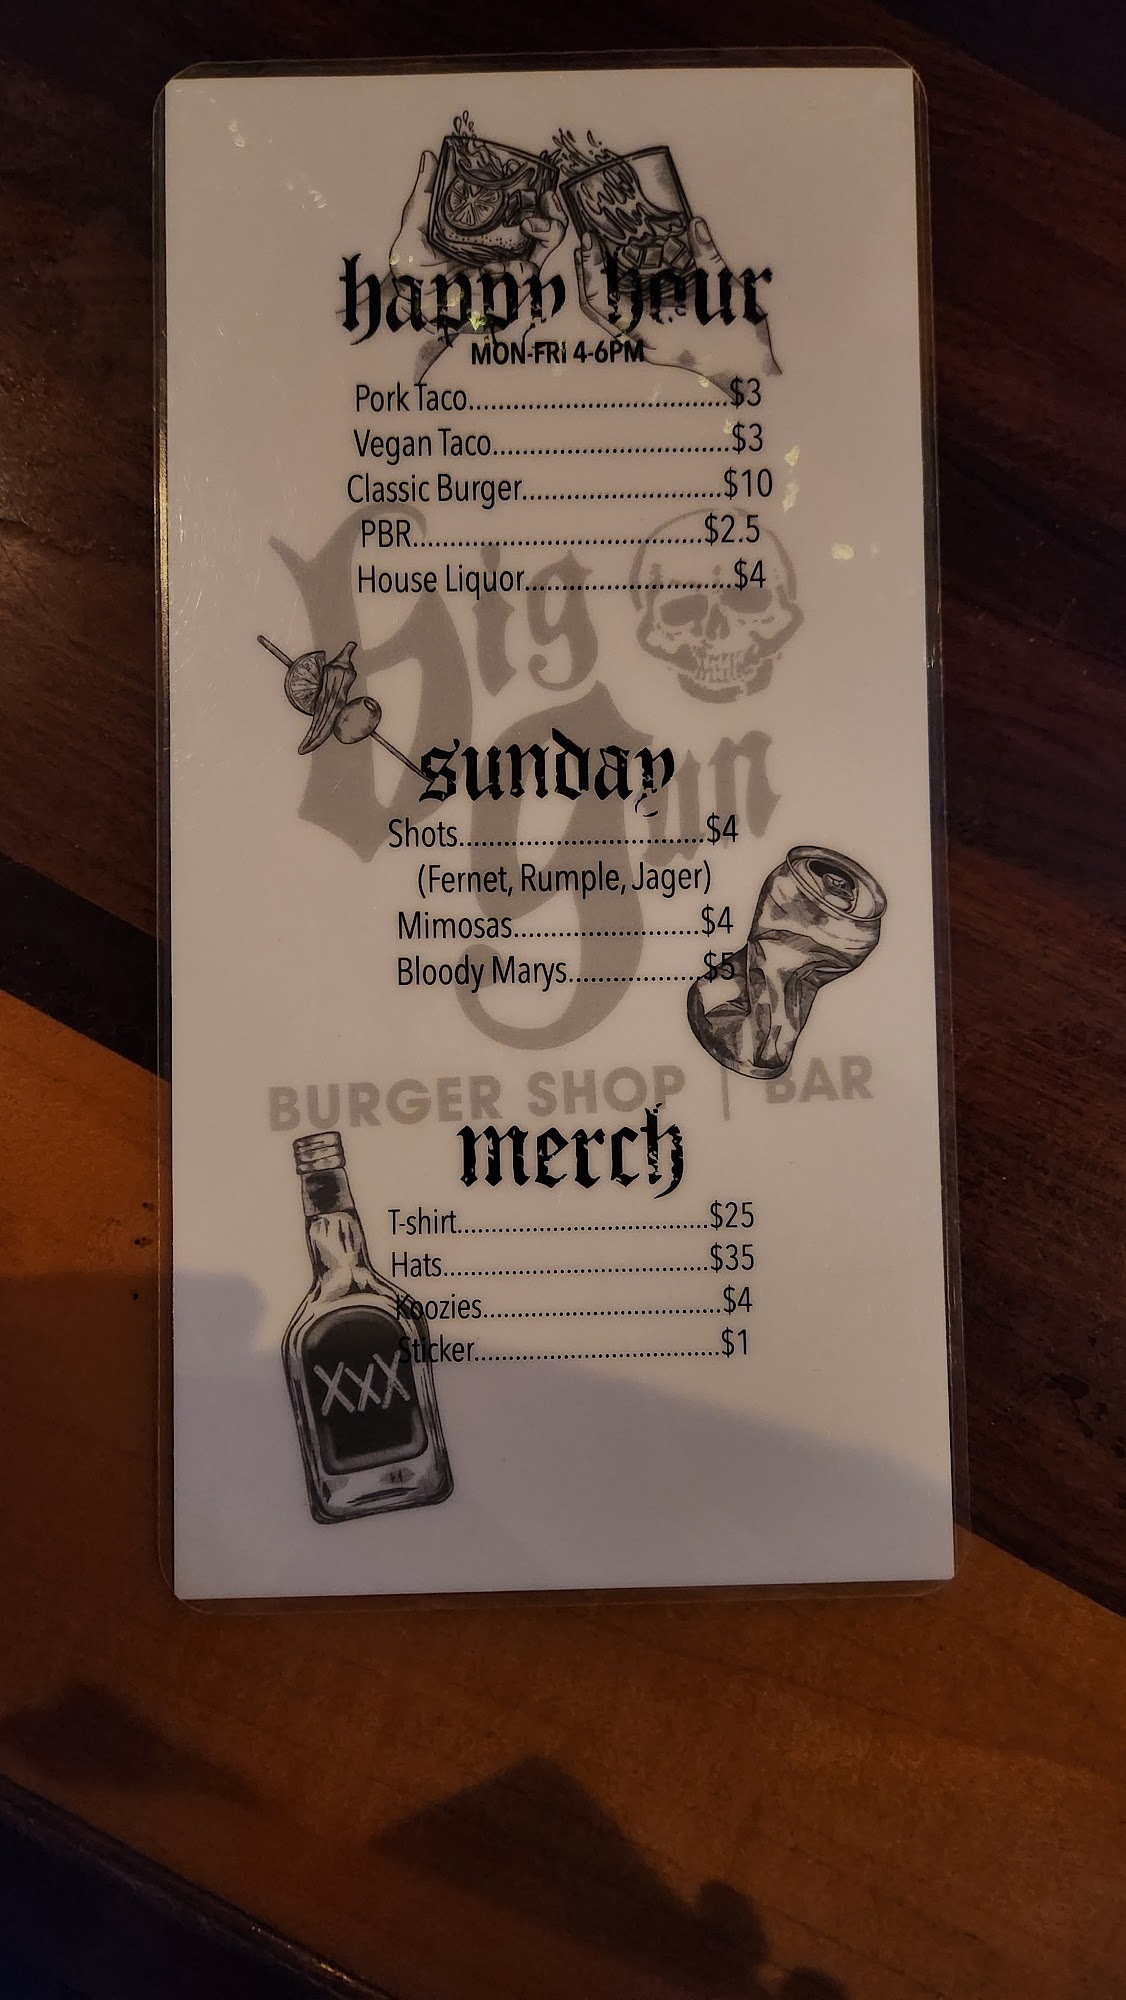 happy hour
MON-FRI 4-6PM
Pork Taco...................................$3
Vegan Taco................................$3
Classic Burger...........................$10
PBR.......................................$2.5
House Liquor............................$4
big
gun
sunday
Shots.................................$4
(Fernet, Rumple, Jager)
Mimosas.........................$4
Bloody Marys..................$5
BURGER SHOP | BAR
merch
T-shirt..................................$25
Hats...................................$35
Koozies................................$4
Sticker.................................$1
XXX